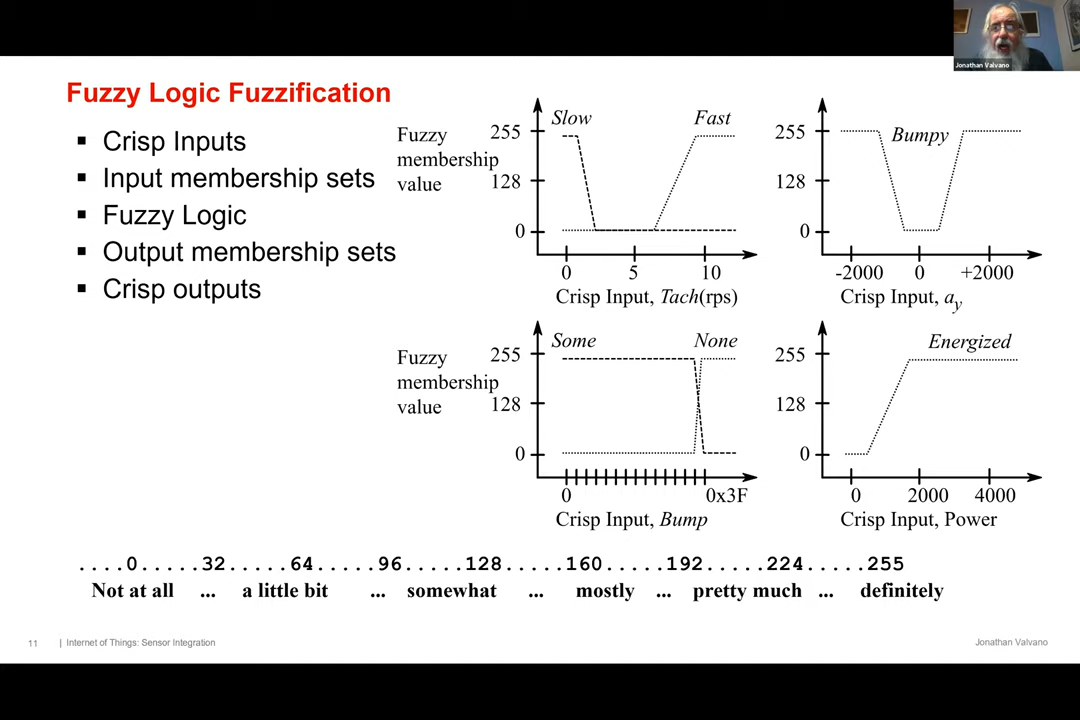 Jonathan Valvano
Fuzzy Logic Fuzzification
▪ Crisp Inputs
▪ Input membership sets
▪ Fuzzy Logic
▪ Output membership sets
▪ Crisp outputs
Fuzzy
membership
value
255
128
0
Slow
Fast
0 5 10
Crisp Input, Tach(rps)
255
128
0
Bumpy
-2000 0 +2000
Crisp Input, ay
Fuzzy
membership
value
255
128
0
Some
None
0 0x3F
Crisp Input, Bump
255
128
0
Energized
0 2000 4000
Crisp Input, Power
....0.....32.....64.....96.....128.....160.....192.....224.....255
Not at all ... a little bit ... somewhat ... mostly ... pretty much ... definitely
11 | Internet of Things: Sensor Integration
Jonathan Valvano